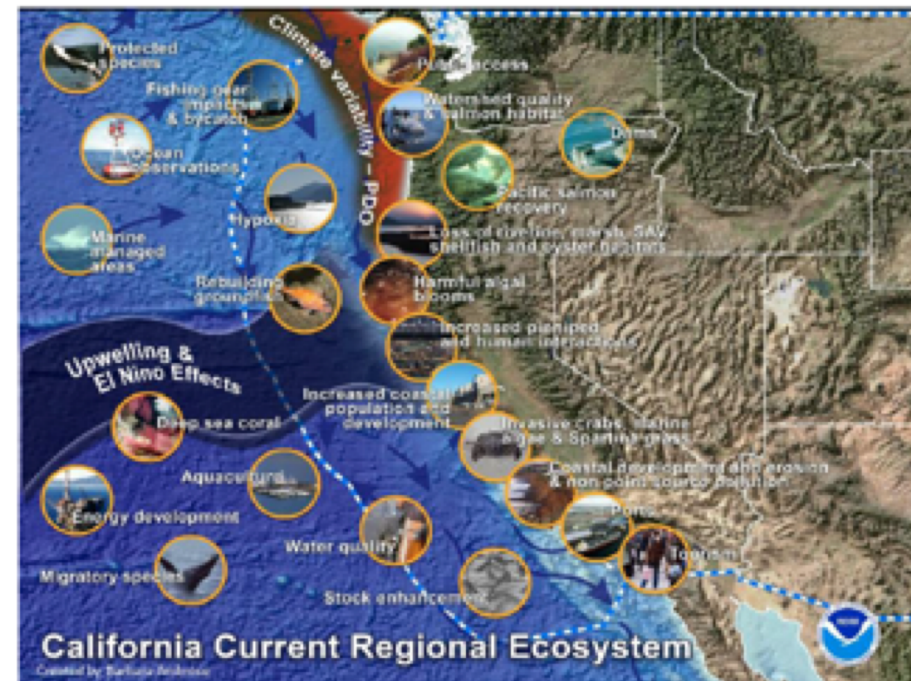 Climate variability – PDO
Protected
species
Public access
Fishing gear
impacts
& bycatch
Watershed quality
& salmon habitat
Dams
Ocean
observations
Pacific salmon
recovery
Hypoxia
Loss of riverine, marsh, SAV
shellfish and oyster habitats
Marine
managed
areas
Rebuilding
groundfish
Harmful algal
blooms
Increased pinniped
and human interactions
Upwelling &
El Nino Effects
Increased coastal
population and
development
Deep sea coral
Invasive crabs, marine
algae & Spartina grass
Aquaculture
Coastal development and erosion
& non point source pollution
Energy development
Ports
Water quality
Tourism
Migratory species
Stock enhancement
California Current Regional Ecosystem
Created by Barbara Ambrose